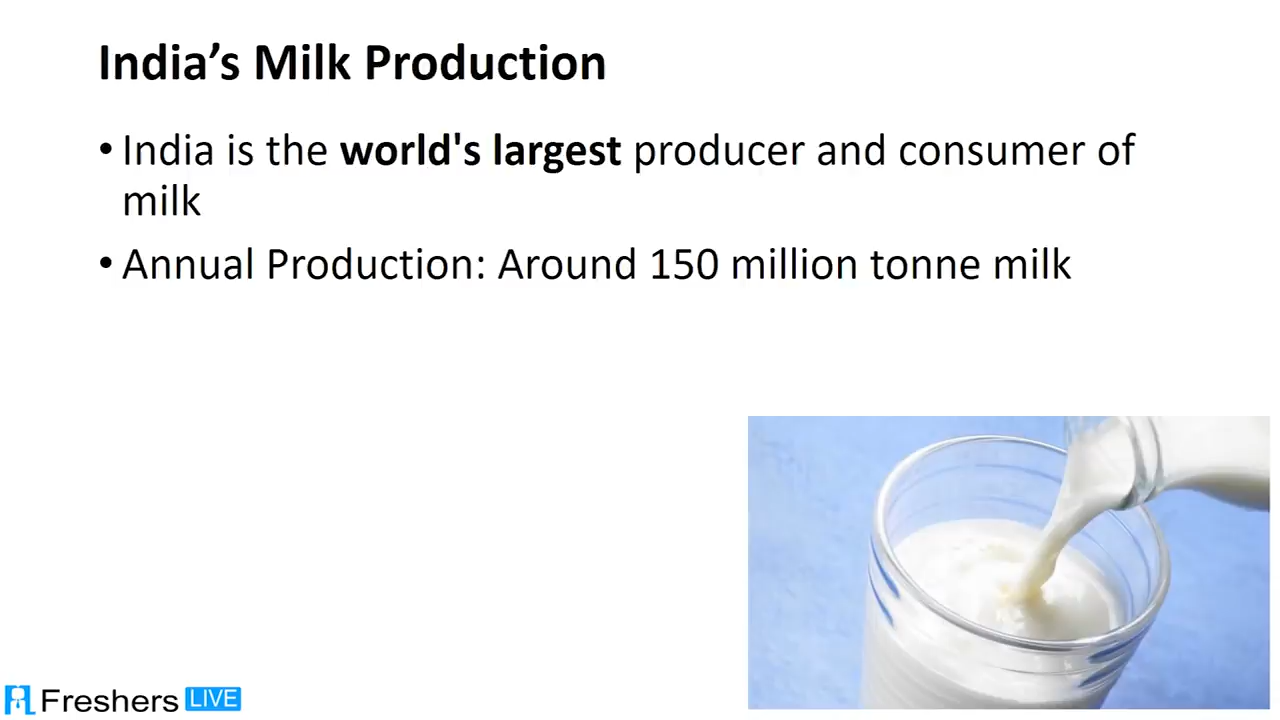 India’s Milk Production
• India is the world's largest producer and consumer of
milk
• Annual Production: Around 150 million tonne milk
Freshers LIVE